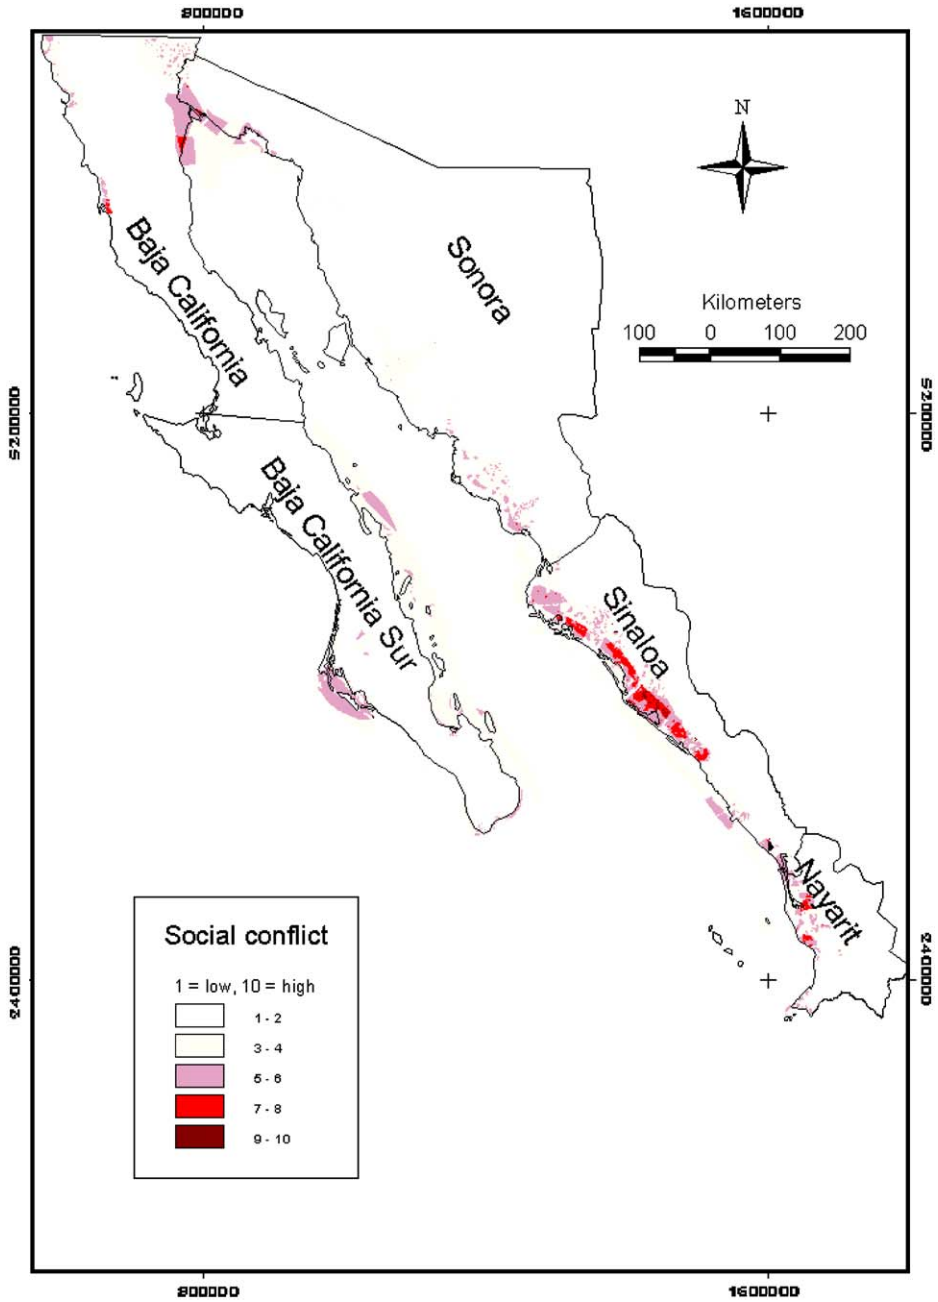 800000
1600000
N
Baja California
Sonora
Kilometers
100 0 100 200
3200000
3200000
Baja California Sur
Sinaloa
Nayarit
Social conflict
1 = low, 10 = high
1 - 2
3 - 4
5 - 6
7 - 8
9 - 10
2400000
2400000
800000
1600000